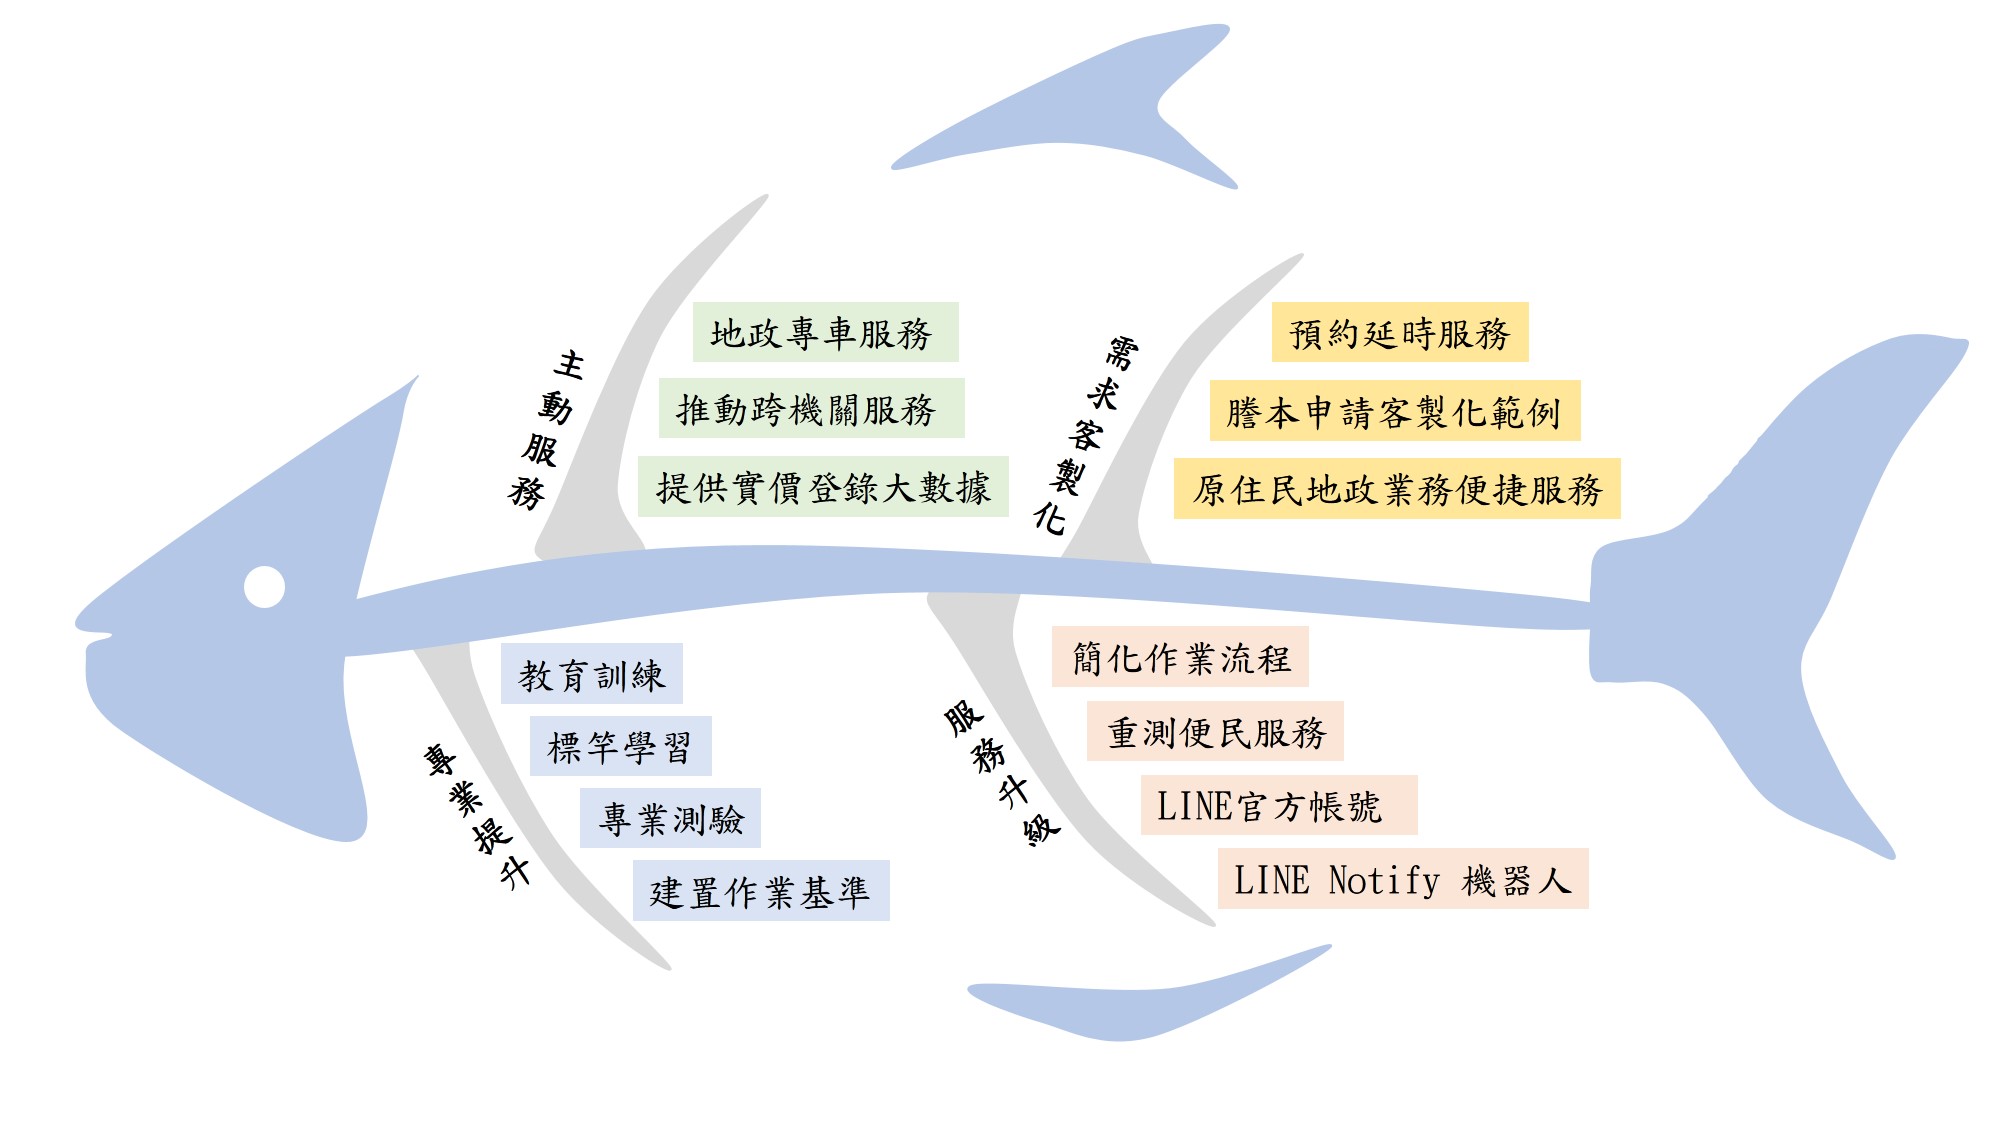 主動服務
地政專車服務
推動跨機關服務
提供實價登錄大數據
需求客製化
預約延時服務
謄本申請客製化範例
原住民地政業務便捷服務
專業提升
教育訓練
標竿學習
專業測驗
建置作業基準
服務升級
簡化作業流程
重測便民服務
LINE官方帳號
LINE Notify 機器人